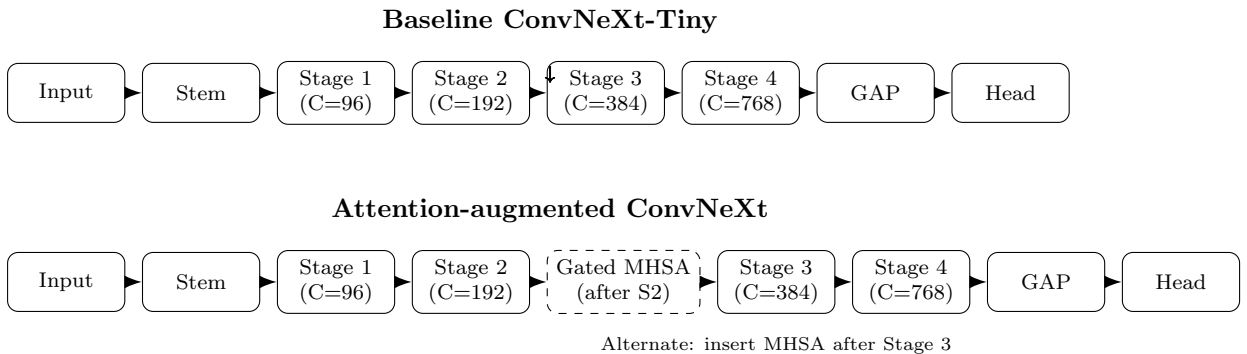 Baseline ConvNeXt-Tiny
Input
Stem
Stage 1
(C=96)
Stage 2
(C=192)
Stage 3
(C=384)
Stage 4
(C=768)
GAP
Head
Attention-augmented ConvNeXt
Input
Stem
Stage 1
(C=96)
Stage 2
(C=192)
Gated MHSA
(after S2)
Stage 3
(C=384)
Stage 4
(C=768)
GAP
Head
Alternate: insert MHSA after Stage 3